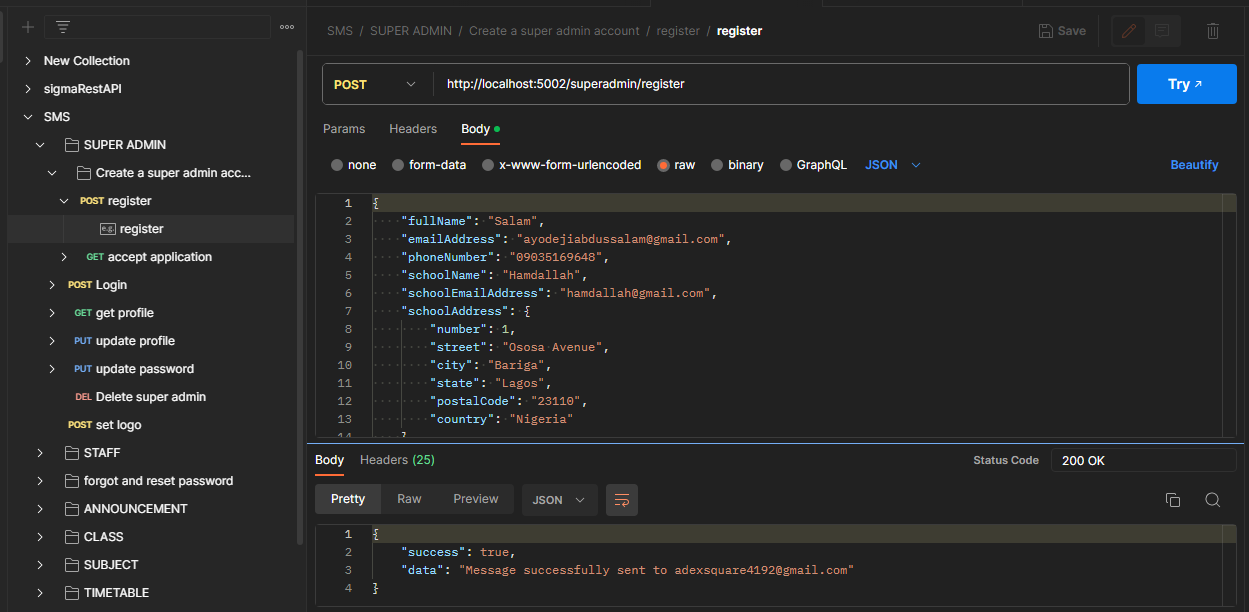 New Collection
sigmaRestAPI
SMS
SUPER ADMIN
Create a super admin acc...
POST register
e.g. register
GET accept application
POST Login
GET get profile
PUT update profile
PUT update password
DEL Delete super admin
POST set logo
STAFF
forgot and reset password
ANNOUNCEMENT
CLASS
SUBJECT
TIMETABLE
SMS / SUPER ADMIN / Create a super admin account / register / register
Save
POST http://localhost:5002/superadmin/register
Try
Params Headers Body
none form-data x-www-form-urlencoded raw binary GraphQL JSON Beautify
1 {
2 "fullName": "Salam",
3 "emailAddress": "ayodejiabdussalam@gmail.com",
4 "phoneNumber": "09035169648",
5 "schoolName": "Hamdallah",
6 "schoolEmailAddress": "hamdallah@gmail.com",
7 "schoolAddress": {
8 "number": 1,
9 "street": "Ososa Avenue",
10 "city": "Bariga",
11 "state": "Lagos",
12 "postalCode": "23110",
13 "country": "Nigeria"
14 }
Body Headers (25) Status Code 200 OK
Pretty Raw Preview JSON
1 {
2 "success": true,
3 "data": "Message successfully sent to adexsquare4192@gmail.com"
4 }